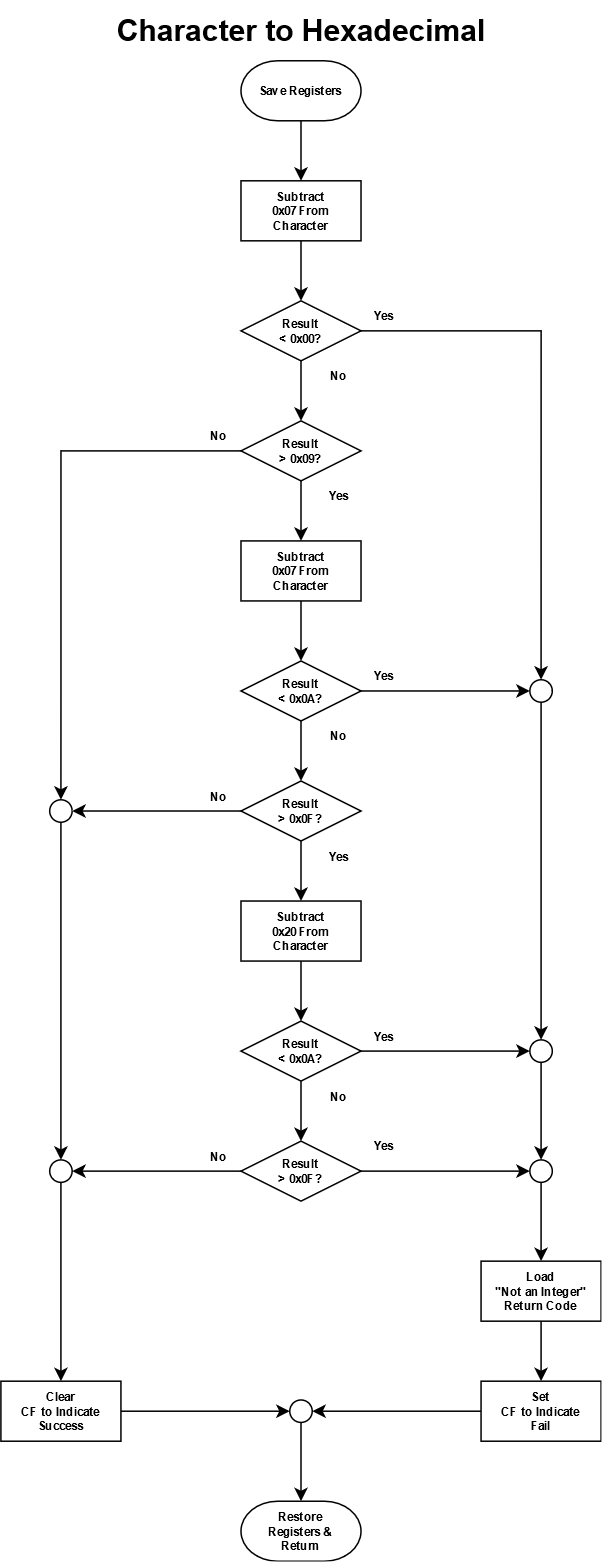 Character to Hexadecimal
Save Registers
Subtract
0x07 From
Character
Result
< 0x00?
Yes
No
Result
> 0x09?
No
Yes
Subtract
0x07 From
Character
Result
< 0x0A?
Yes
No
Result
> 0x0F?
No
Yes
Subtract
0x20 From
Character
Result
< 0x0A?
Yes
No
Result
> 0x0F?
No
Yes
Load
"Not an Integer"
Return Code
Clear
CF to Indicate
Success
Set
CF to Indicate
Fail
Restore
Registers &
Return